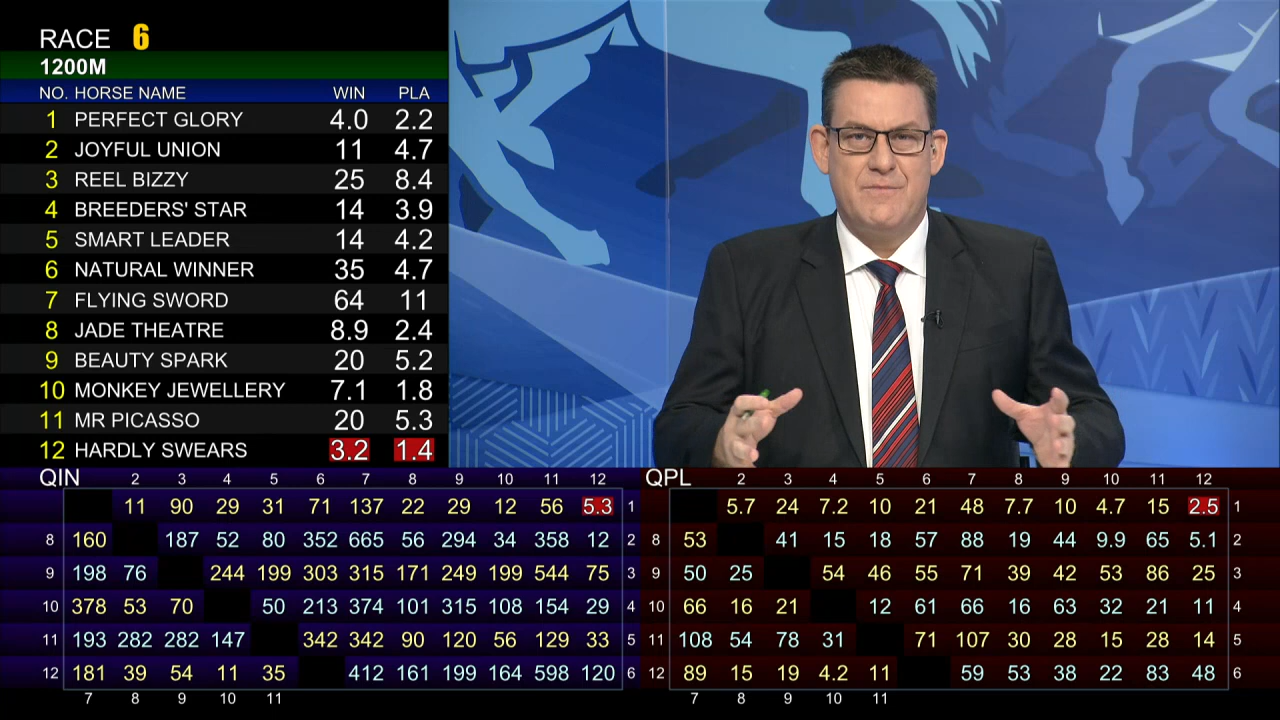 RACE 6
1200M
NO. HORSE NAME WIN PLA
1 PERFECT GLORY 4.0 2.2
2 JOYFUL UNION 11 4.7
3 REEL BIZZY 25 8.4
4 BREEDERS' STAR 14 3.9
5 SMART LEADER 14 4.2
6 NATURAL WINNER 35 4.7
7 FLYING SWORD 64 11
8 JADE THEATRE 8.9 2.4
9 BEAUTY SPARK 20 5.2
10 MONKEY JEWELLERY 7.1 1.8
11 MR PICASSO 20 5.3
12 HARDLY SWEARS 3.2 1.4
QIN 2 3 4 5 6 7 8 9 10 11 12
11 90 29 31 71 137 22 29 12 56 5.3 1
8 160 187 52 80 352 665 56 294 34 358 12 2
9 198 76 244 199 303 315 171 249 199 544 75 3
10 378 53 70 50 213 374 101 315 108 154 29 4
11 193 282 282 147 342 342 90 120 56 129 33 5
12 181 39 54 11 35 412 161 199 164 598 120 6
7 8 9 10 11
QPL 2 3 4 5 6 7 8 9 10 11 12
5.7 24 7.2 10 21 48 7.7 10 4.7 15 2.5 1
8 53 41 15 18 57 88 19 44 9.9 65 5.1 2
9 50 25 54 46 55 71 39 42 53 86 25 3
10 66 16 21 12 61 66 16 63 32 21 11 4
11 108 54 78 31 71 107 30 28 15 28 14 5
12 89 15 19 4.2 11 59 53 38 22 83 48 6
7 8 9 10 11